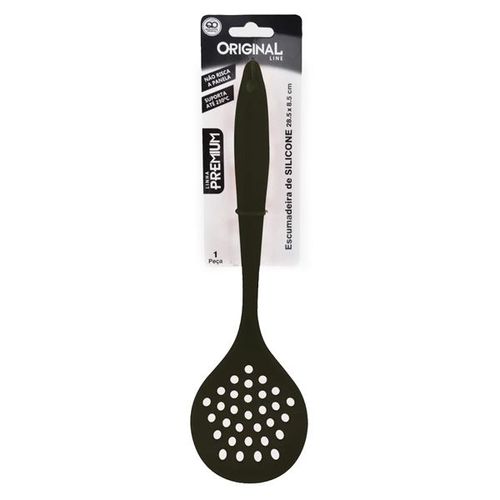 ORIGINAL
LINE
NÃO RISCA
A PANELA
SUPORTA
ATÉ 230ºC
LINHA
PREMIUM
Escumadeira de SILICONE 28.5 x 8.5 cm
1
Peça